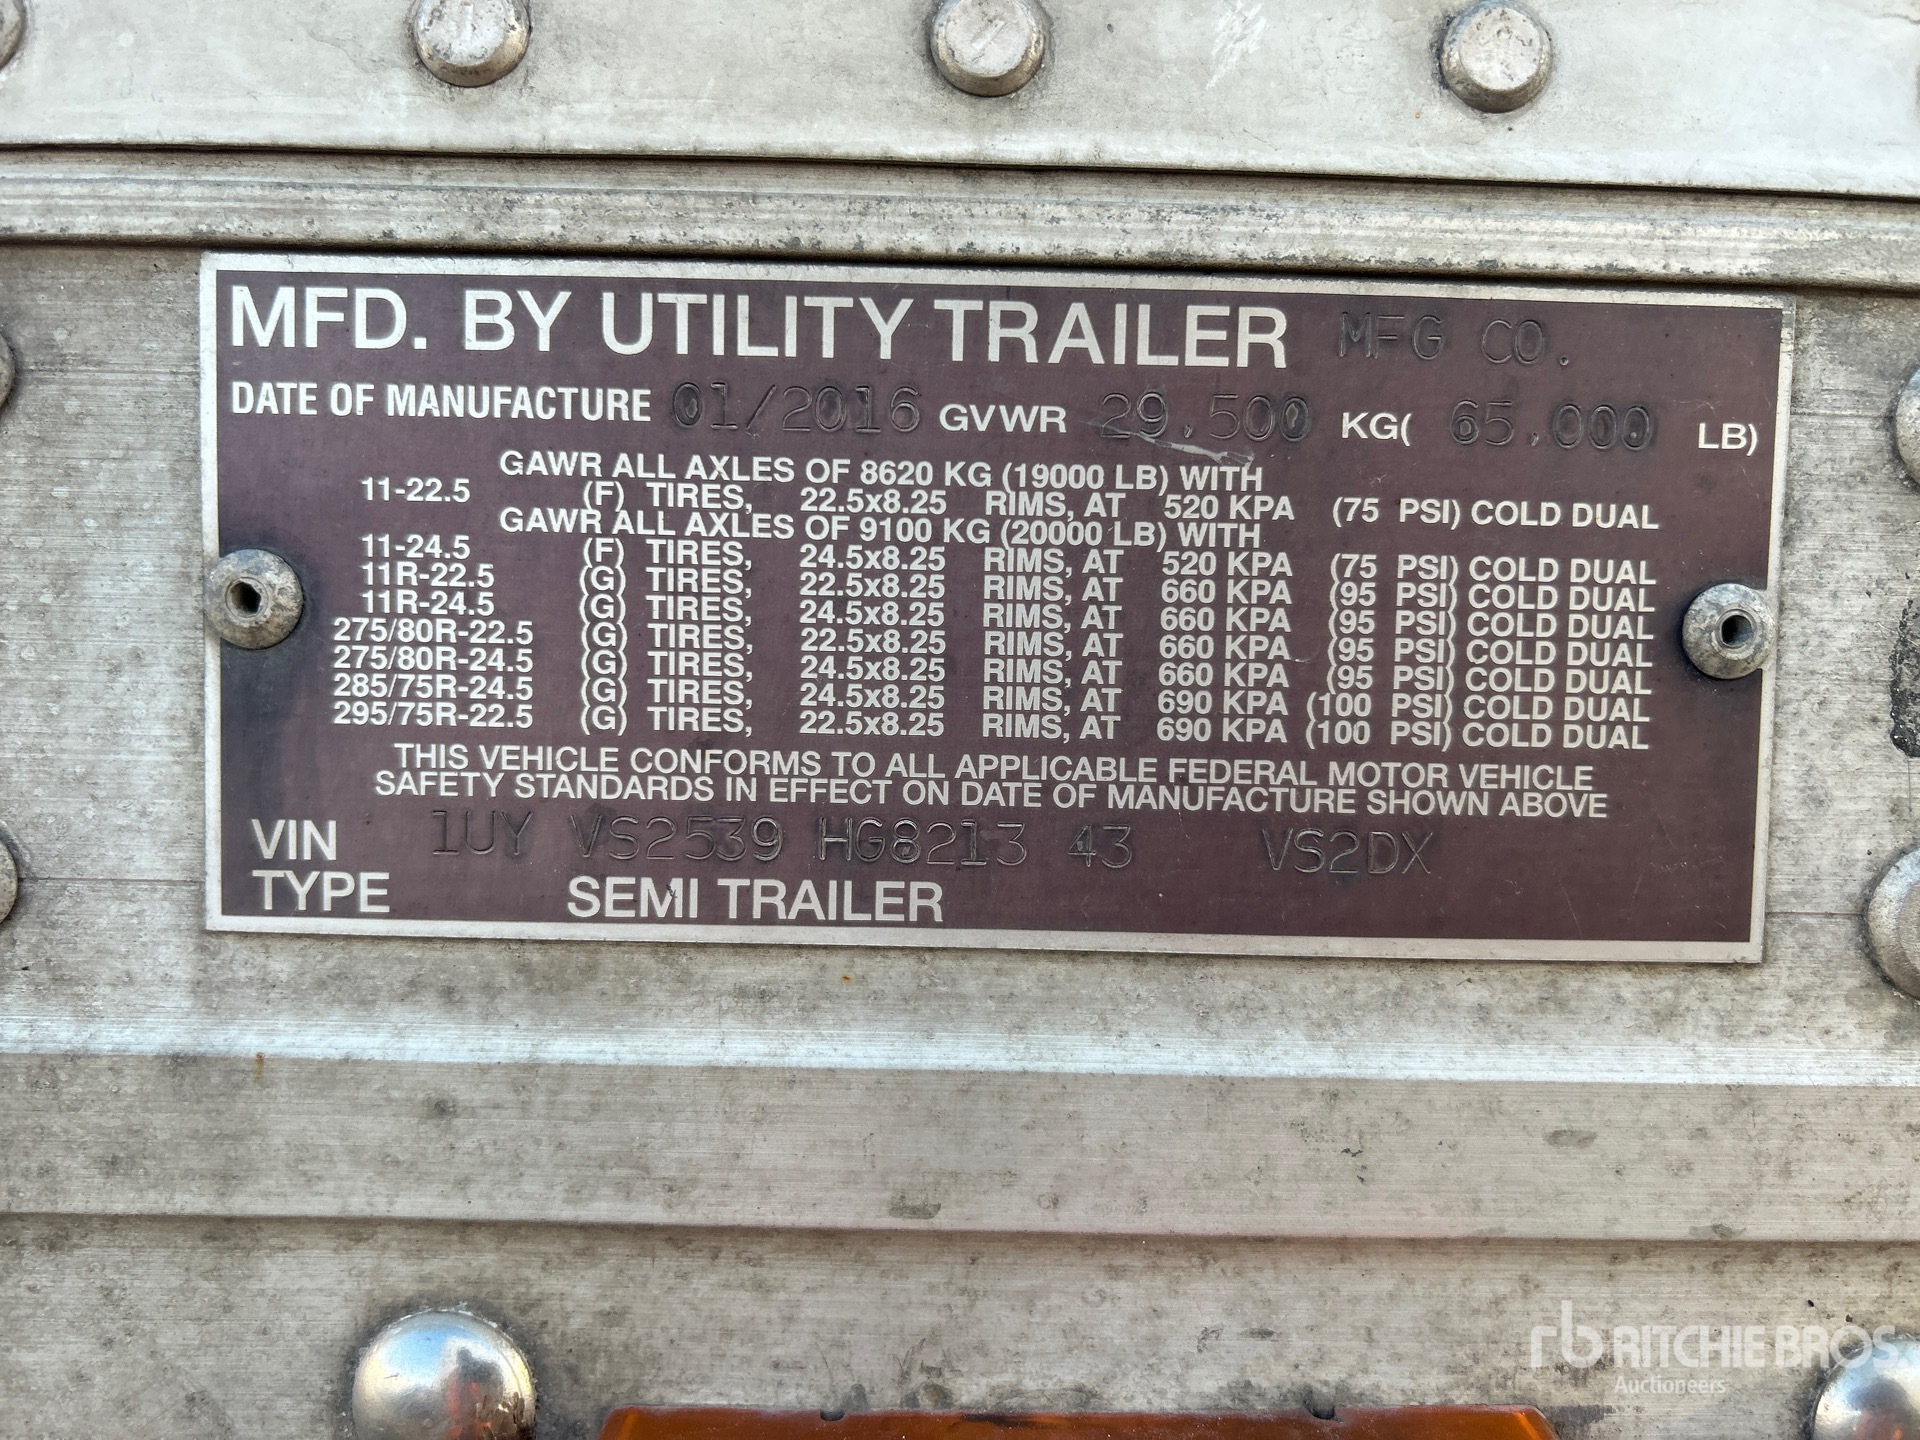 MFD. BY UTILITY TRAILER MFG CO.
DATE OF MANUFACTURE 01/2016 GVWR 29,500 KG( 65,000 LB)
GAWR ALL AXLES OF 8620 KG (19000 LB) WITH
11-22.5 (F) TIRES, 22.5x8.25 RIMS, AT 520 KPA (75 PSI) COLD DUAL
GAWR ALL AXLES OF 9100 KG (20000 LB) WITH
11-24.5 (F) TIRES, 24.5x8.25 RIMS, AT 520 KPA (75 PSI) COLD DUAL
11R-22.5 (G) TIRES, 22.5x8.25 RIMS, AT 660 KPA (95 PSI) COLD DUAL
11R-24.5 (G) TIRES, 24.5x8.25 RIMS, AT 660 KPA (95 PSI) COLD DUAL
275/80R-22.5 (G) TIRES, 22.5x8.25 RIMS, AT 660 KPA (95 PSI) COLD DUAL
275/80R-24.5 (G) TIRES, 24.5x8.25 RIMS, AT 660 KPA (95 PSI) COLD DUAL
285/75R-24.5 (G) TIRES, 24.5x8.25 RIMS, AT 690 KPA (100 PSI) COLD DUAL
295/75R-22.5 (G) TIRES, 22.5x8.25 RIMS, AT 690 KPA (100 PSI) COLD DUAL
THIS VEHICLE CONFORMS TO ALL APPLICABLE FEDERAL MOTOR VEHICLE
SAFETY STANDARDS IN EFFECT ON DATE OF MANUFACTURE SHOWN ABOVE
VIN 1UY VS2539 HG8213 43 VS2DX
TYPE SEMI TRAILER
rb RITCHIE BROS.
Auctioneers